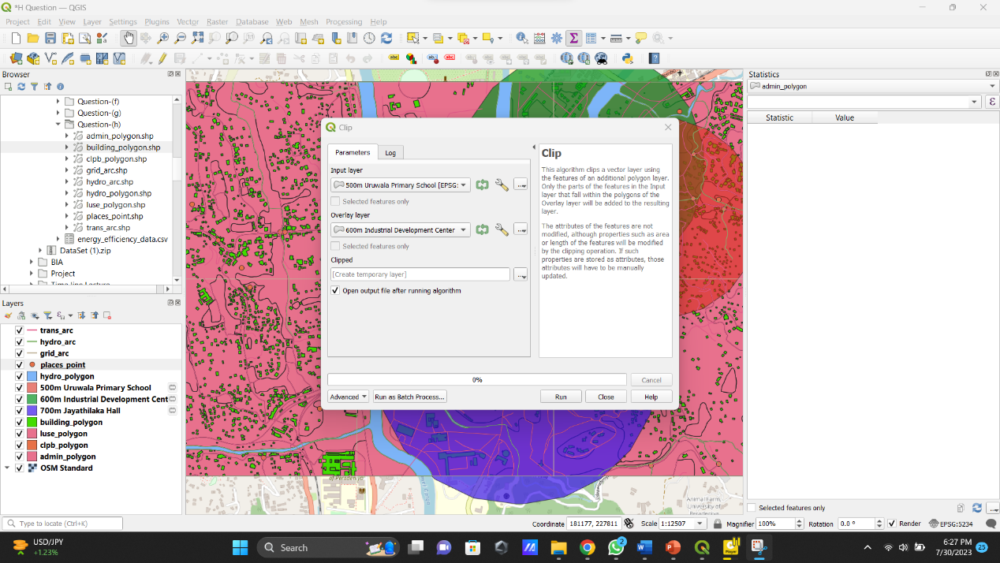 *H Question — QGIS
Project Edit View Layer Settings Plugins Vector Raster Database Web Mesh Processing Help
Browser
Question-(f)
Question-(g)
Question-(h)
admin_polygon.shp
building_polygon.shp
clpb_polygon.shp
grid_arc.shp
hydro_arc.shp
hydro_polygon.shp
luse_polygon.shp
places_point.shp
trans_arc.shp
energy_efficiency_data.csv
DataSet (1).zip
BIA
Project
Time line Lecture
Layers
trans_arc
hydro_arc
grid_arc
places_point
hydro_polygon
500m Uruwala Primary School
600m Industrial Development Cent
700m Jayathilaka Hall
building_polygon
luse_polygon
clpb_polygon
admin_polygon
OSM Standard
Clip
Parameters
Log
Input layer
500m Uruwala Primary School [EPSG:
Selected features only
Overlay layer
600m Industrial Development Center
Selected features only
Clipped
[Create temporary layer]
Open output file after running algorithm
Clip
This algorithm clips a vector layer using
the features of an additional polygon layer.
Only the parts of the features in the Input
layer that fall within the polygons of the
Overlay layer will be added to the resulting
layer.
The attributes of the features are not
modified, although properties such as area
or length of the features will be modified
by the clipping operation. If such
properties are stored as attributes, those
attributes will have to be manually
updated.
0%
Cancel
Advanced
Run as Batch Process...
Run
Close
Help
of Peradeniya
Animal Farm,
University of
Peradeniya
Statistics
admin_polygon
Statistic Value
Selected features only
Type to locate (Ctrl+K)
Coordinate 181177, 227811
Scale 1:12507
Magnifier 100%
Rotation 0.0 °
Render
EPSG:5234
USD/JPY
+1.23%
Search
2
6:27 PM
7/30/2023
25